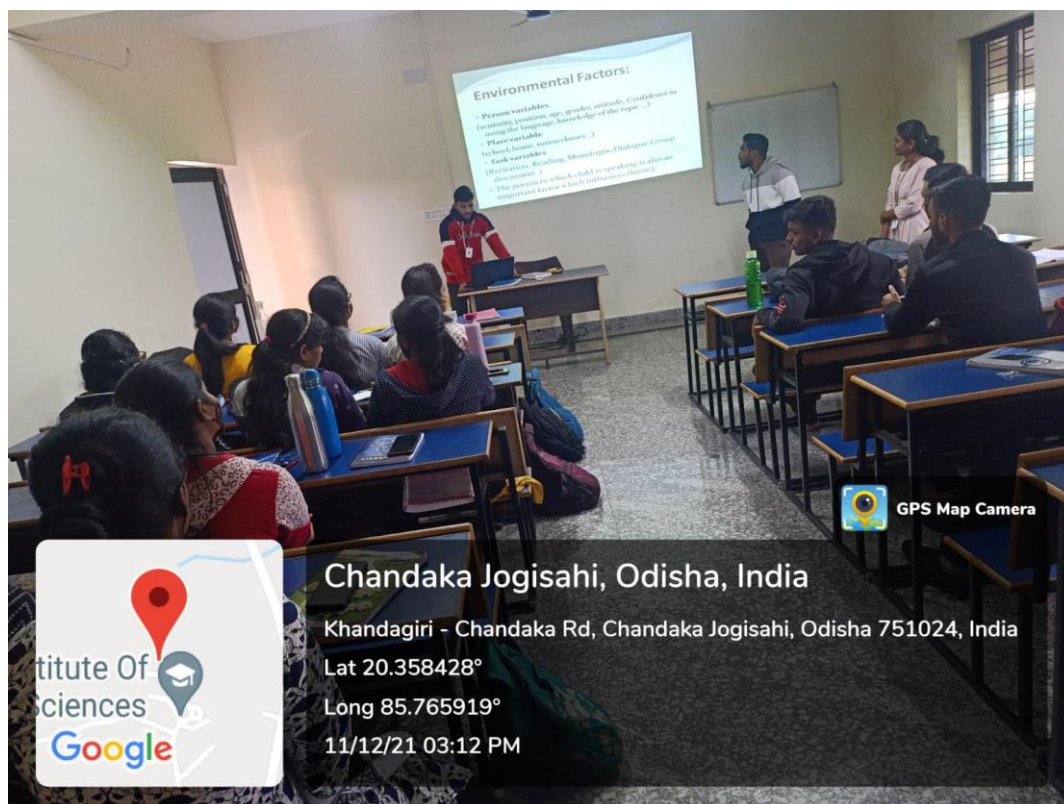 Environmental Factors:
- Person variables
(seniority, position, age, gender, attitude, Confidence in
using the language, knowledge of the topic ...)
- Place variable
(school, home, tution classes...)
- Task variables
(Recitation, Reading, Monologue, Dialogue, Group
discussion...)
- The person to which child is speaking is also an
important factor which influences fluency.
GPS Map Camera
Chandaka Jogisahi, Odisha, India
Khandagiri - Chandaka Rd, Chandaka Jogisahi, Odisha 751024, India
Lat 20.358428°
Long 85.765919°
11/12/21 03:12 PM
titute Of
Sciences
Google